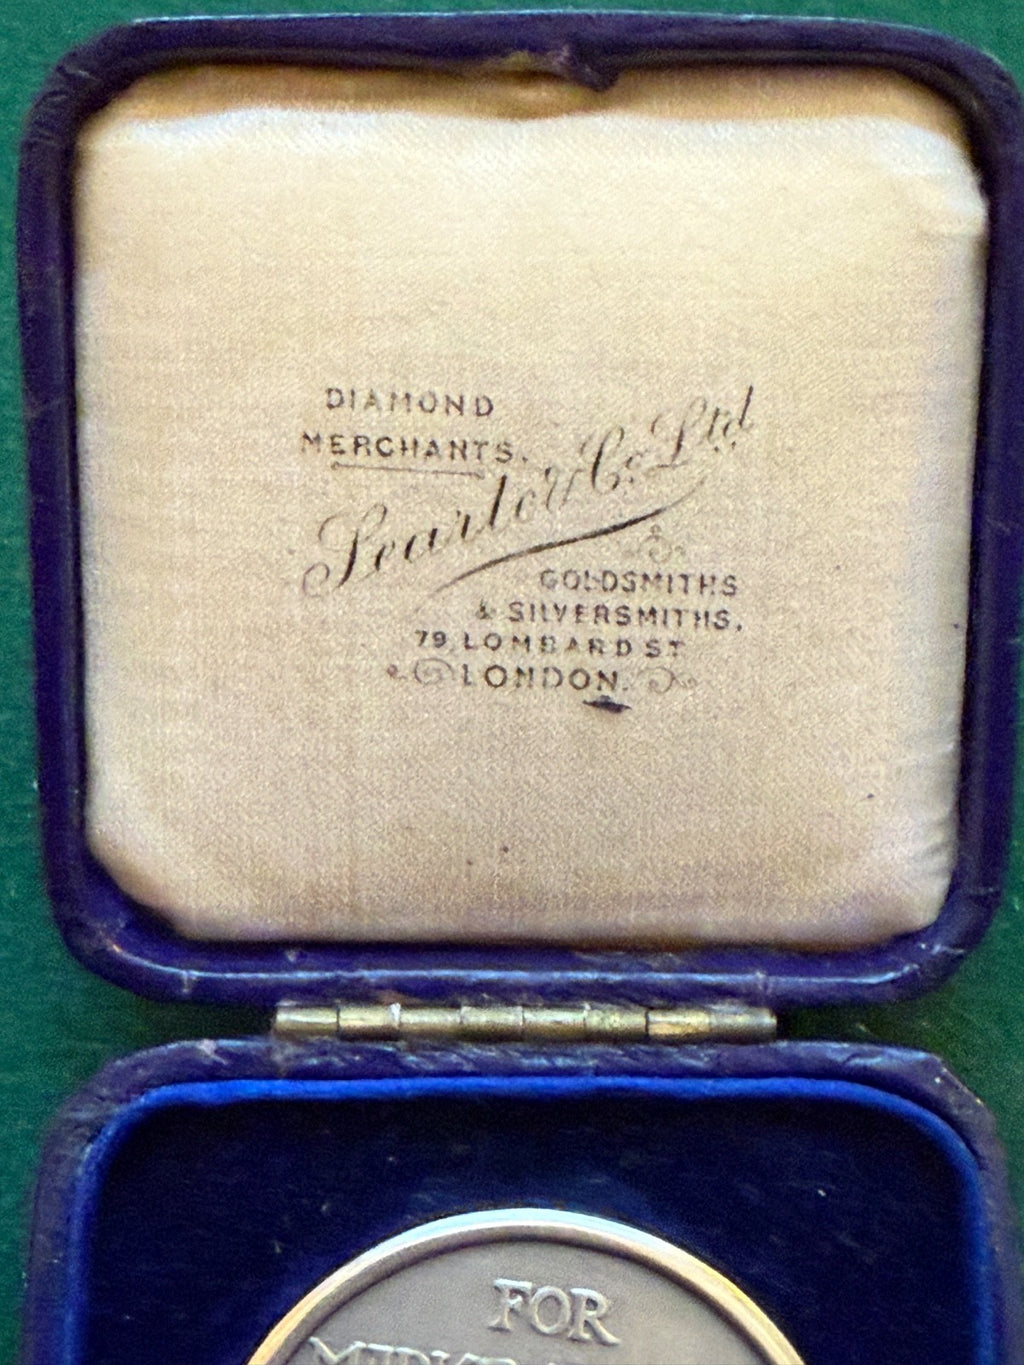 DIAMOND
MERCHANTS.
Searle & Co. Ltd
GOLDSMITHS
& SILVERSMITHS.
79, LOMBARD ST
LONDON.
FOR